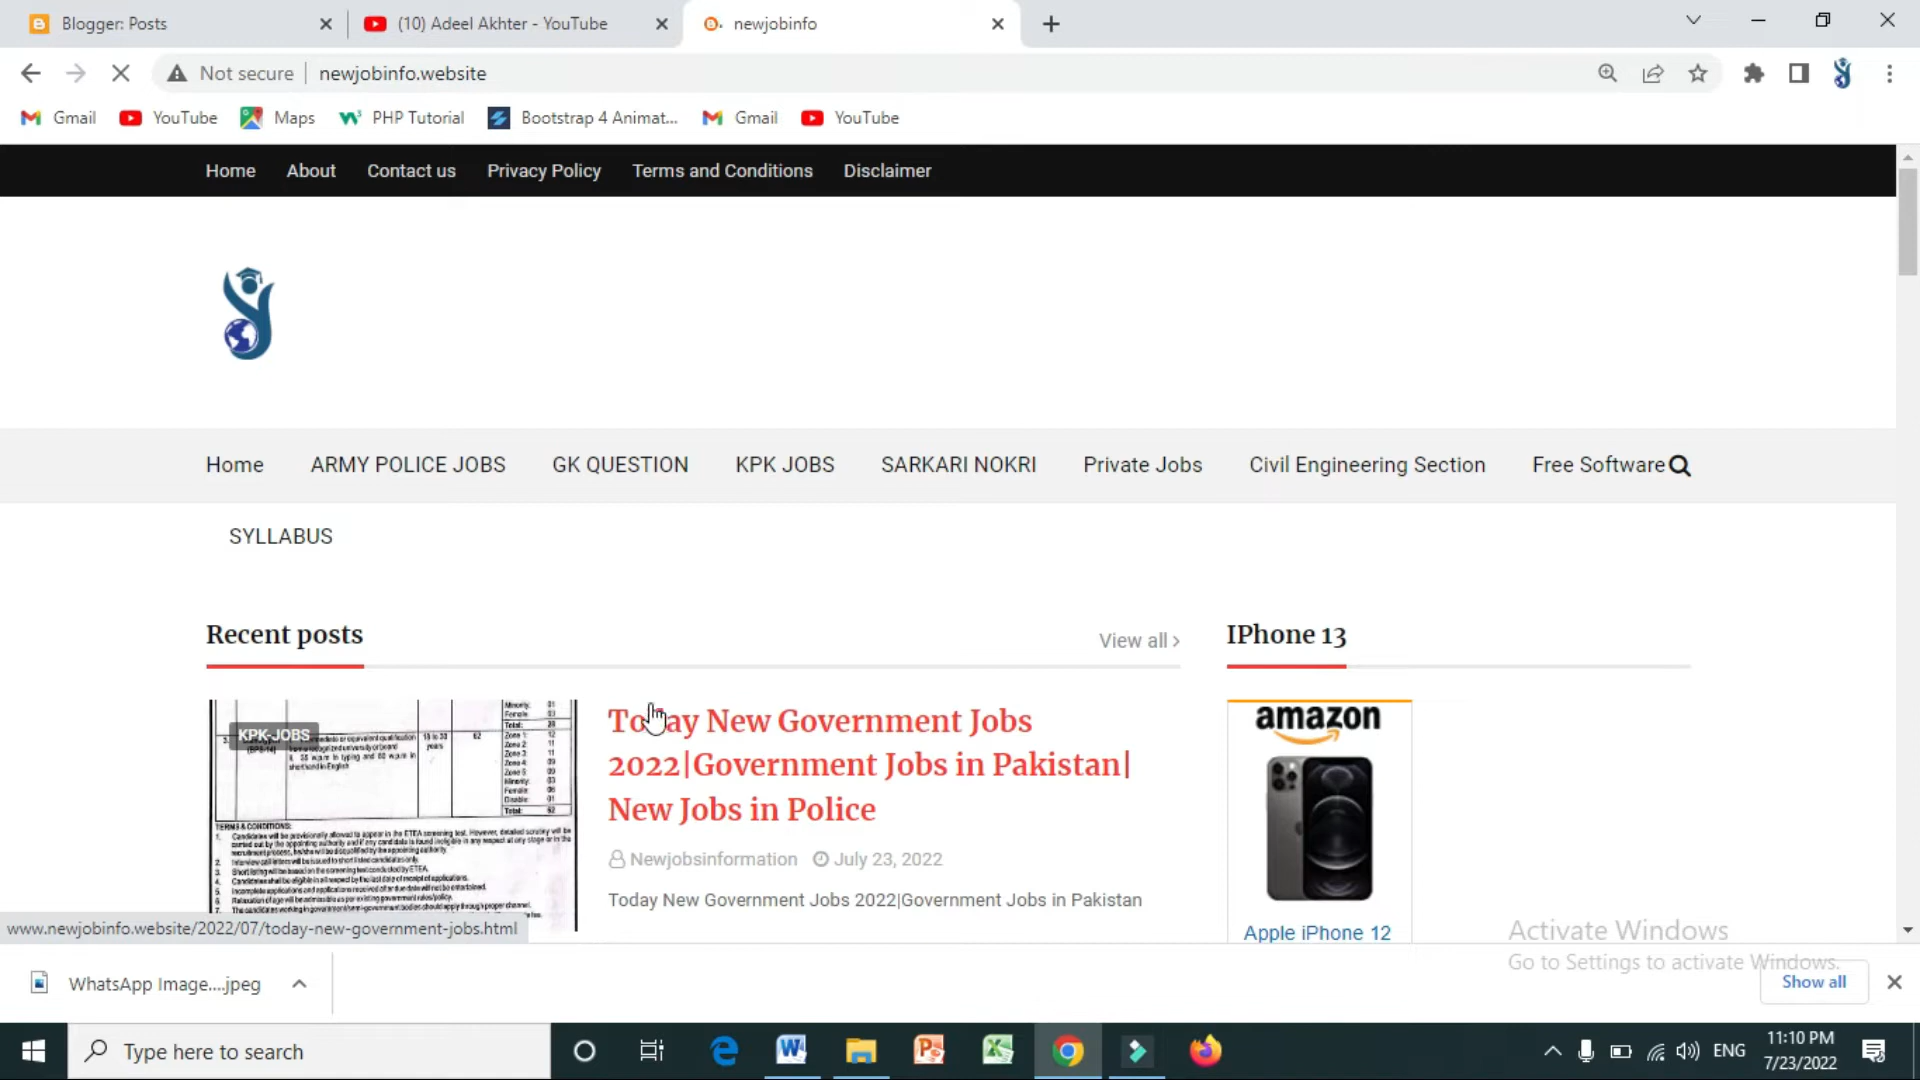 Blogger: Posts
(10) Adeel Akhter - YouTube
newjobinfo
Not secure
newjobinfo.website
Gmail
YouTube
Maps
PHP Tutorial
Bootstrap 4 Animat...
Gmail
YouTube
Home
About
Contact us
Privacy Policy
Terms and Conditions
Disclaimer
Home
ARMY POLICE JOBS
GK QUESTION
KPK JOBS
SARKARI NOKRI
Private Jobs
Civil Engineering Section
Free Software
SYLLABUS
Recent posts
View all ›
IPhone 13
KPK-JOBS
TERMS & CONDITIONS:
Today New Government Jobs
2022|Government Jobs in Pakistan|
New Jobs in Police
Newjobsinformation
July 23, 2022
Today New Government Jobs 2022|Government Jobs in Pakistan
amazon
Apple iPhone 12
www.newjobinfo.website/2022/07/today-new-government-jobs.html
Activate Windows
Go to Settings to activate Windows.
WhatsApp Image....jpeg
Show all
Type here to search
ENG
11:10 PM
7/23/2022